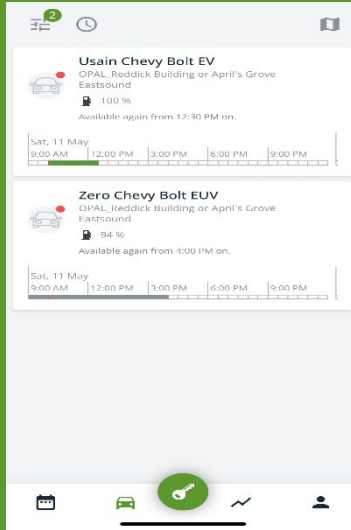 2
Usain Chevy Bolt EV
OPAL_Reddick Building or April's Grove
Eastsound
100 %
Available again from 12:30 PM on.
Sat, 11 May
9:00 AM 12:00 PM 3:00 PM 6:00 PM 9:00 PM
Zero Chevy Bolt EUV
OPAL_Reddick Building or April's Grove
Eastsound
94 %
Available again from 4:00 PM on.
Sat, 11 May
9:00 AM 12:00 PM 3:00 PM 6:00 PM 9:00 PM